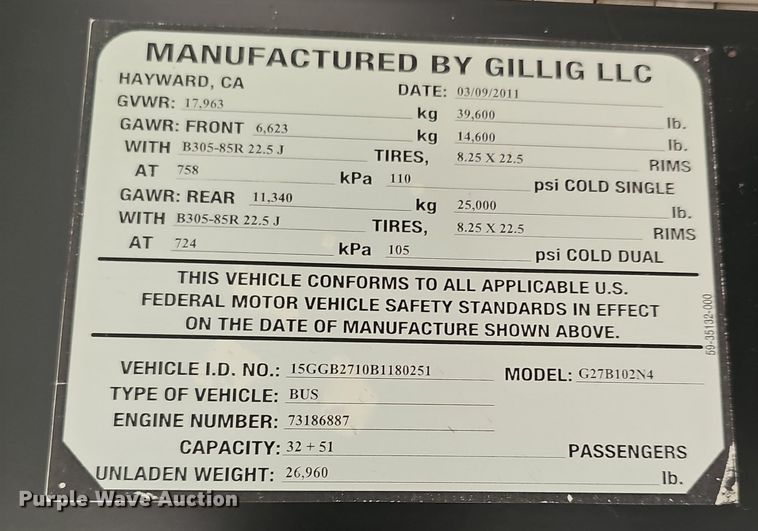 MANUFACTURED BY GILLIG LLC
HAYWARD, CA DATE: 03/09/2011
GVWR: 17,963 kg 39,600 lb.
GAWR: FRONT 6,623 kg 14,600 lb.
WITH B305-85R 22.5 J TIRES, 8.25 X 22.5 RIMS
AT 758 kPa 110 psi COLD SINGLE
GAWR: REAR 11,340 kg 25,000 lb.
WITH B305-85R 22.5 J TIRES, 8.25 X 22.5 RIMS
AT 724 kPa 105 psi COLD DUAL
THIS VEHICLE CONFORMS TO ALL APPLICABLE U.S.
FEDERAL MOTOR VEHICLE SAFETY STANDARDS IN EFFECT
ON THE DATE OF MANUFACTURE SHOWN ABOVE.
59-35132-000
VEHICLE I.D. NO.: 15GGB2710B1180251 MODEL: G27B102N4
TYPE OF VEHICLE: BUS
ENGINE NUMBER: 73186887
CAPACITY: 32 + 51 PASSENGERS
UNLADEN WEIGHT: 26,960 lb.
Purple Wave Auction